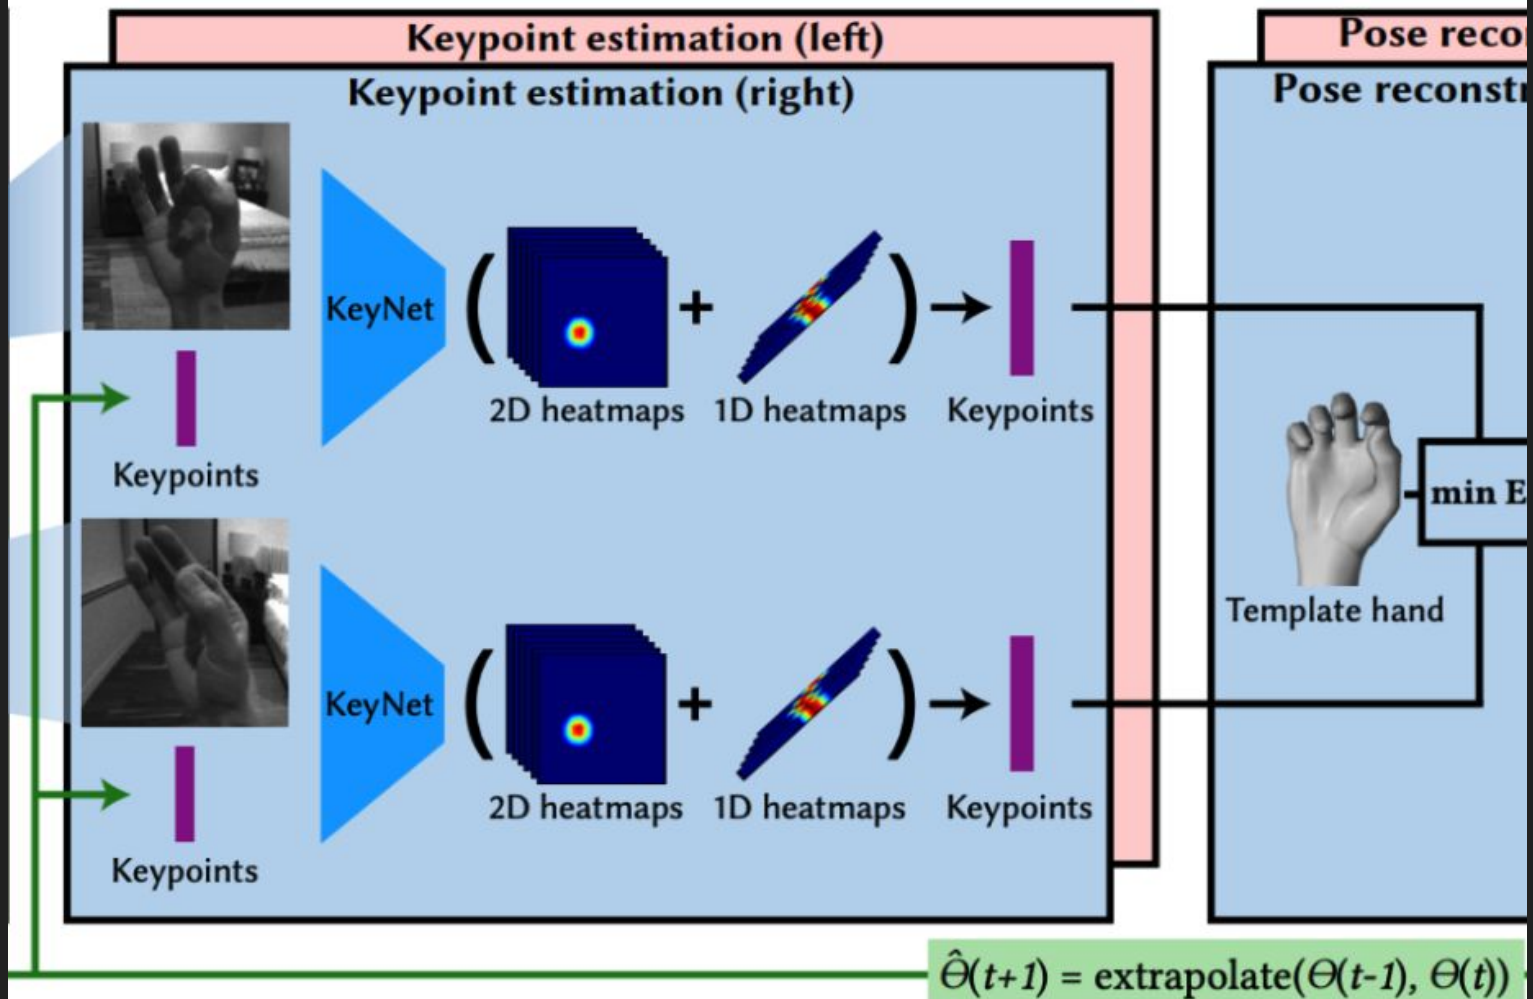 Keypoint estimation (left)
Keypoint estimation (right)
KeyNet
2D heatmaps
+
1D heatmaps
Keypoints
Keypoints
KeyNet
2D heatmaps
+
1D heatmaps
Keypoints
Keypoints
Pose reco
Pose reconstr
Template hand
min E
Θ̂(t+1) = extrapolate(Θ(t-1), Θ(t))